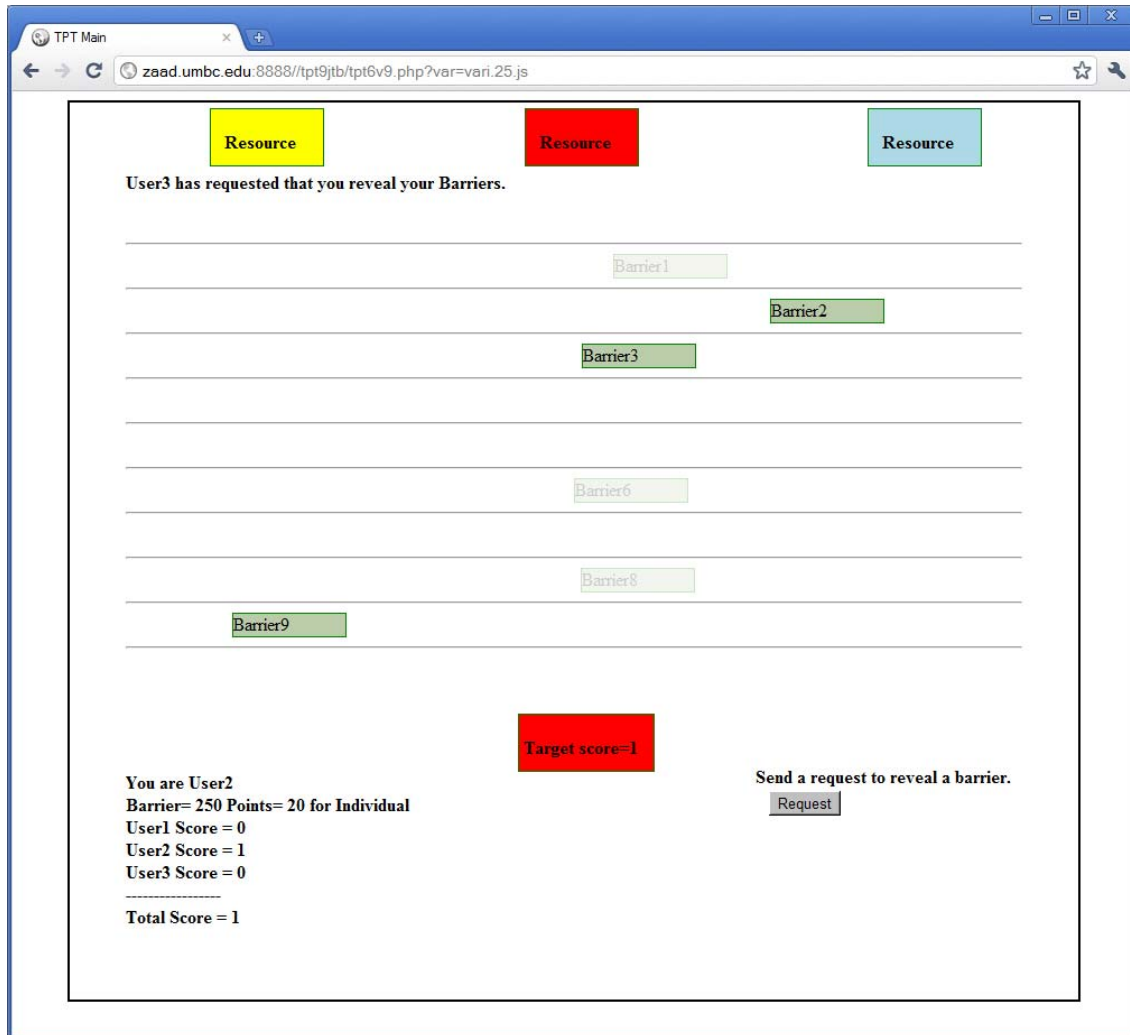 TPT Main
zaad.umbc.edu:8888//tpt9jtb/tpt6v9.php?var=vari.25.js
Resource Resource Resource
User3 has requested that you reveal your Barriers.
Barrier1
Barrier2
Barrier3
Barrier6
Barrier8
Barrier9
Target score=1
You are User2
Barrier= 250 Points= 20 for Individual
User1 Score = 0
User2 Score = 1
User3 Score = 0
-----------------
Total Score = 1
Send a request to reveal a barrier.
Request